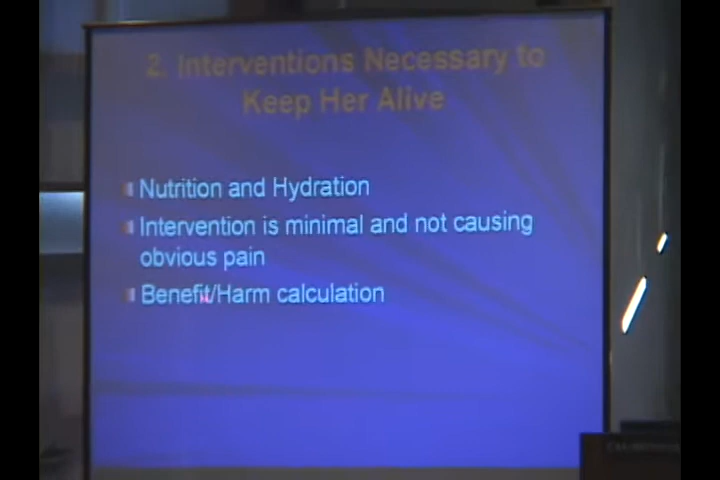 2. Interventions Necessary to
Keep Her Alive
Nutrition and Hydration
Intervention is minimal and not causing
obvious pain
Benefit/Harm calculation